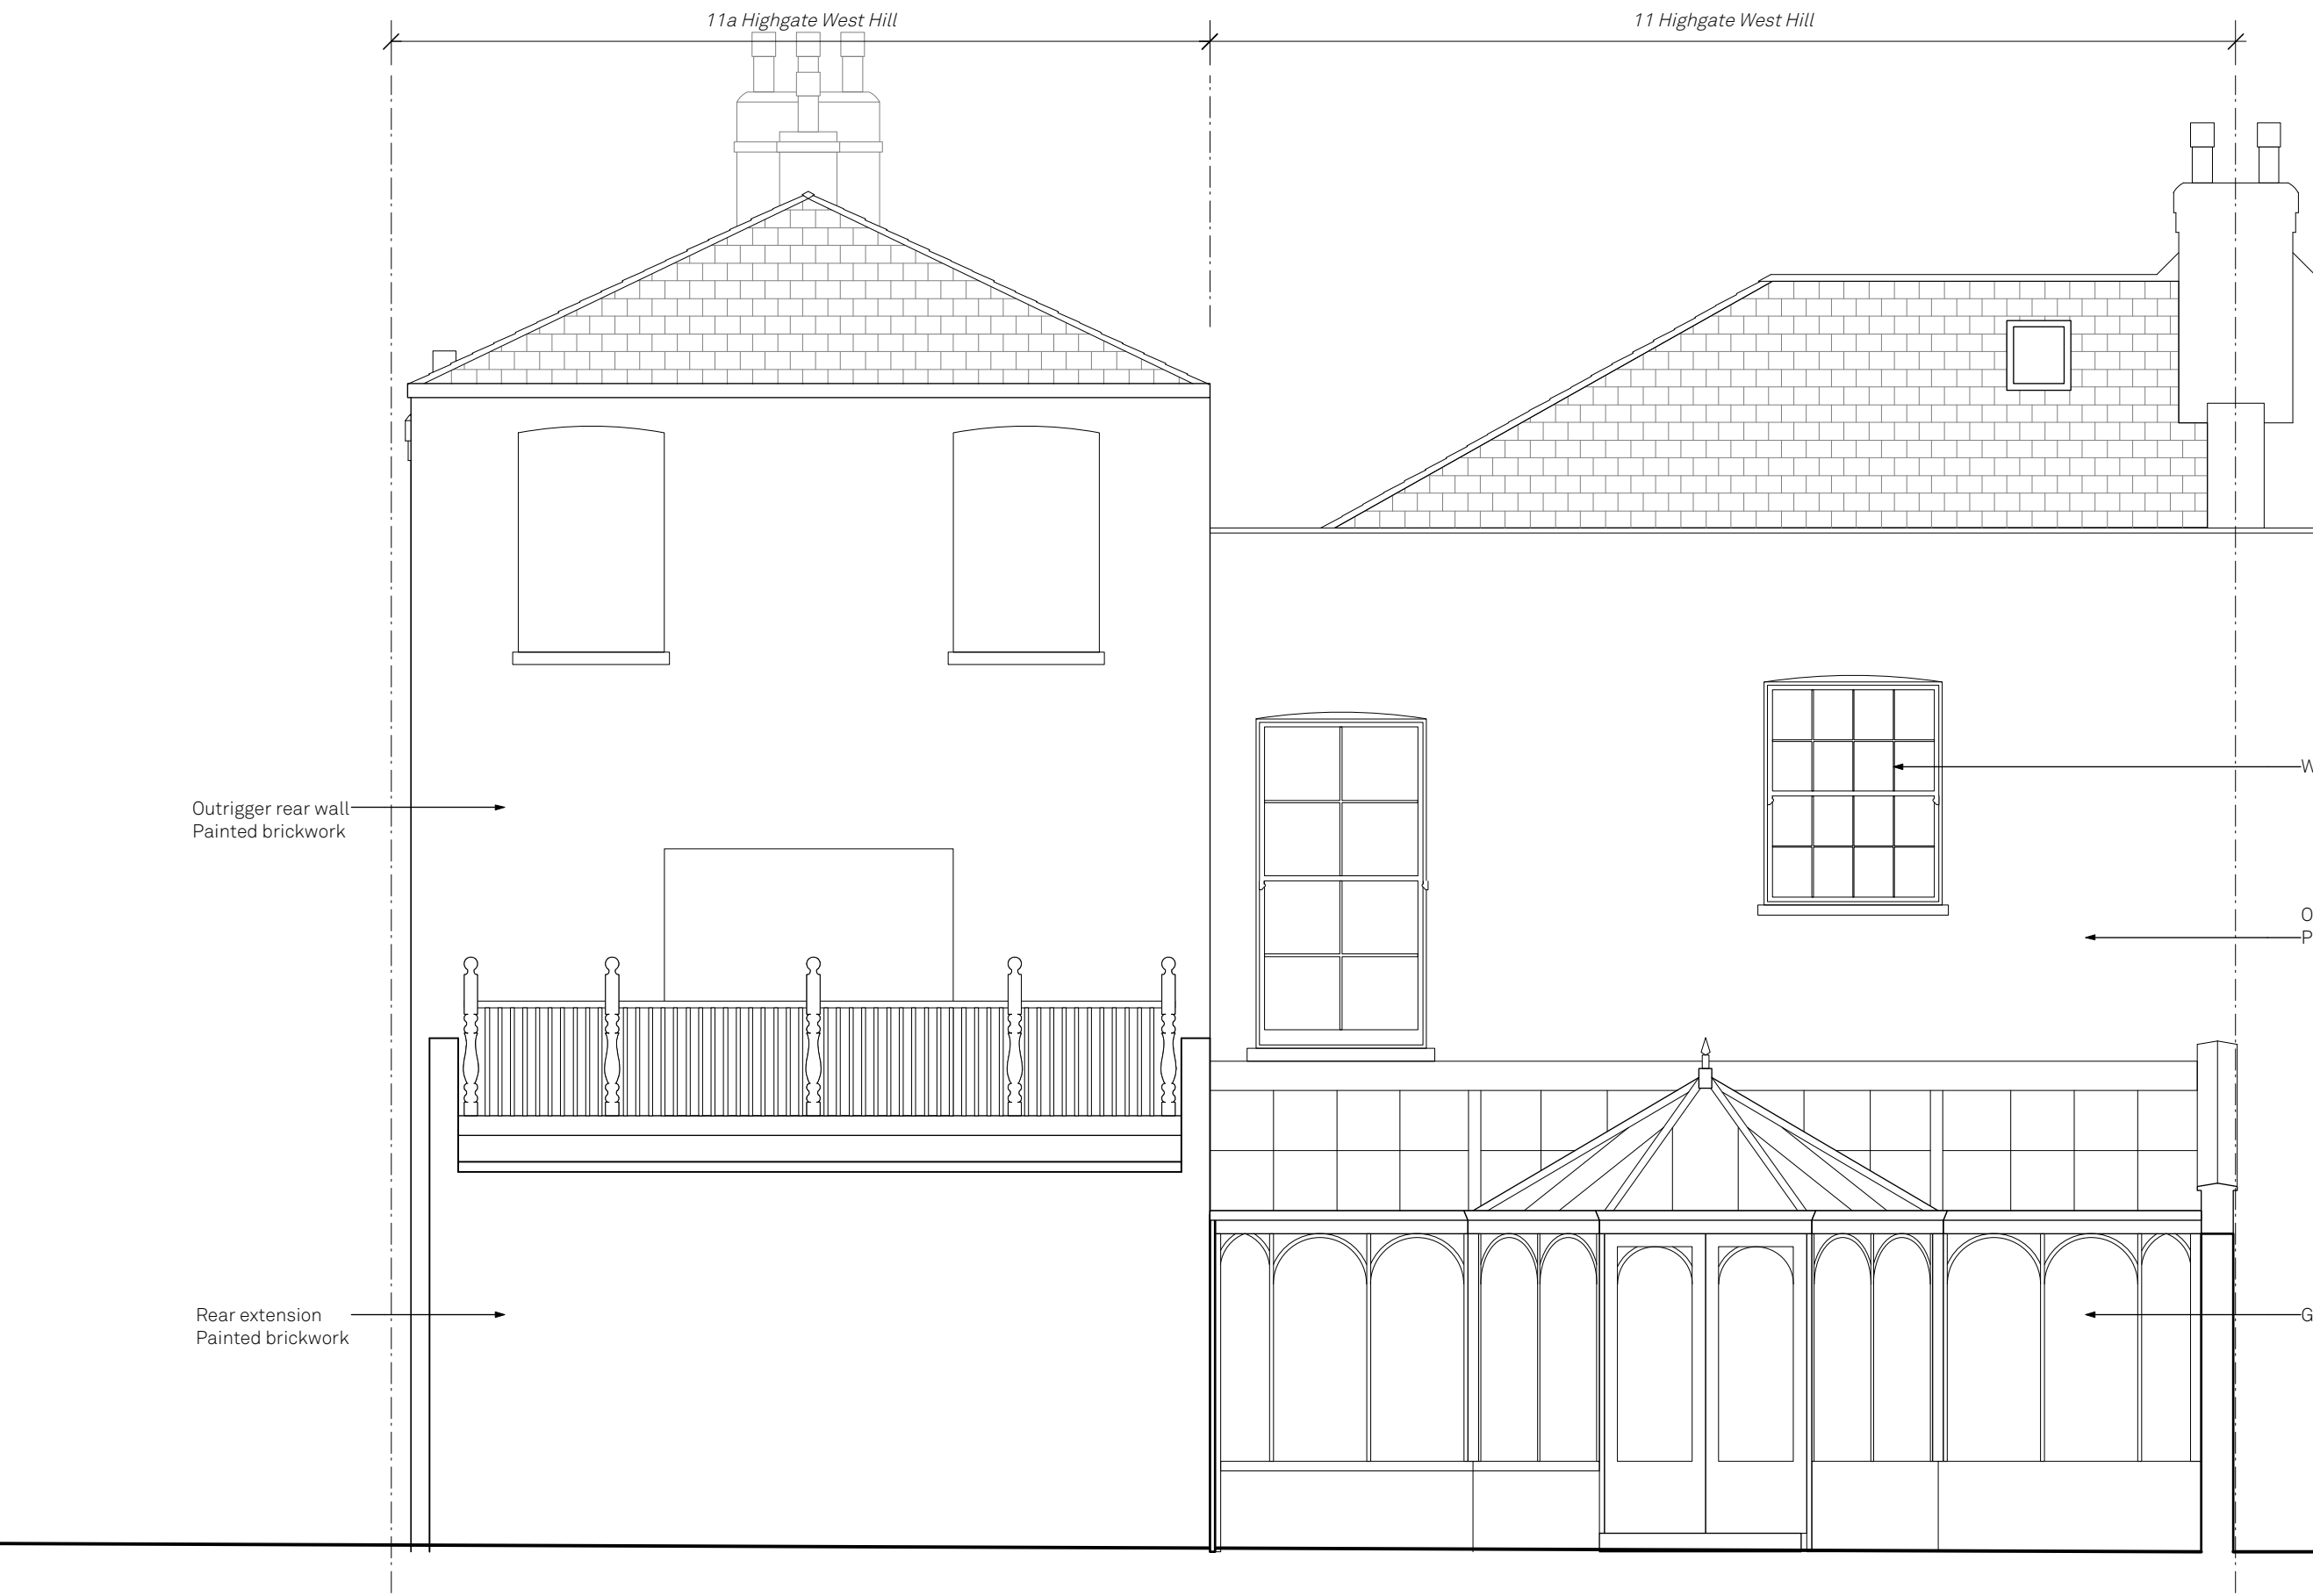 11a Highgate West Hill
11 Highgate West Hill
W
Outrigger rear wall
Painted brickwork
O
P
Rear extension
Painted brickwork
G